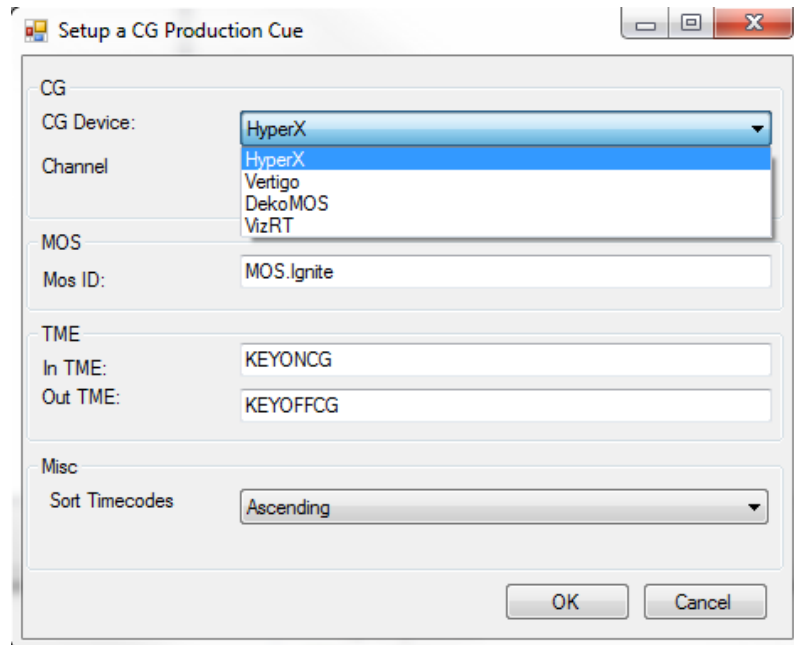 Setup a CG Production Cue
CG
CG Device:
HyperX
HyperX
Channel
Vertigo
DekoMOS
VizRT
MOS
Mos ID:
MOS.Ignite
TME
In TME:
KEYONCG
Out TME:
KEYOFFCG
Misc
Sort Timecodes
Ascending
OK
Cancel